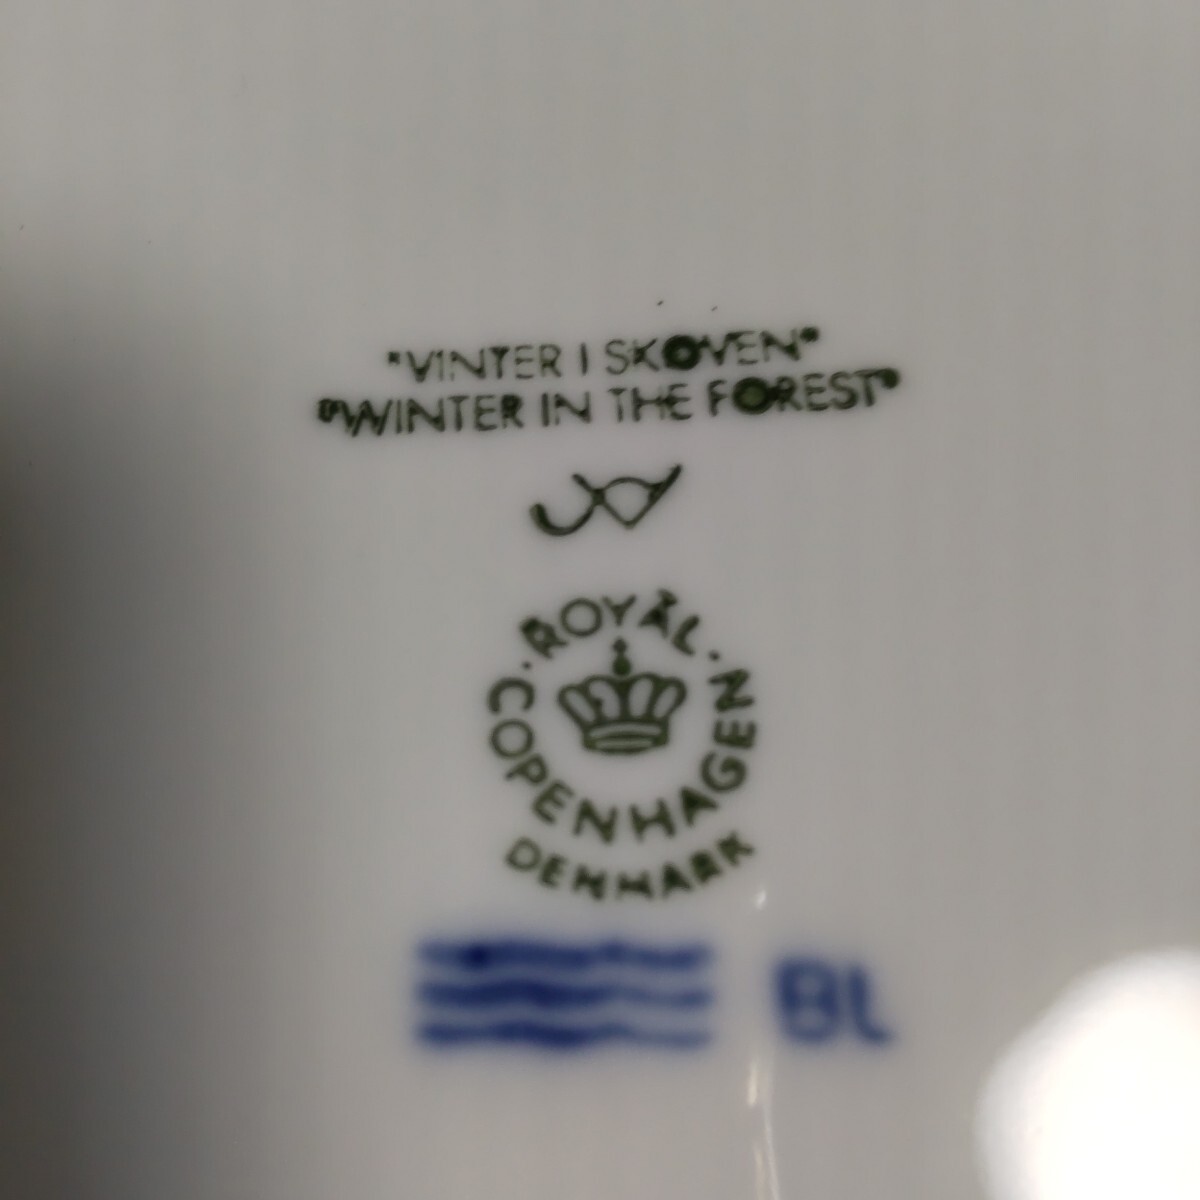 "VINTER I SKOVEN"
"WINTER IN THE FOREST"
ROYAL
COPENHAGEN
DENMARK
BL